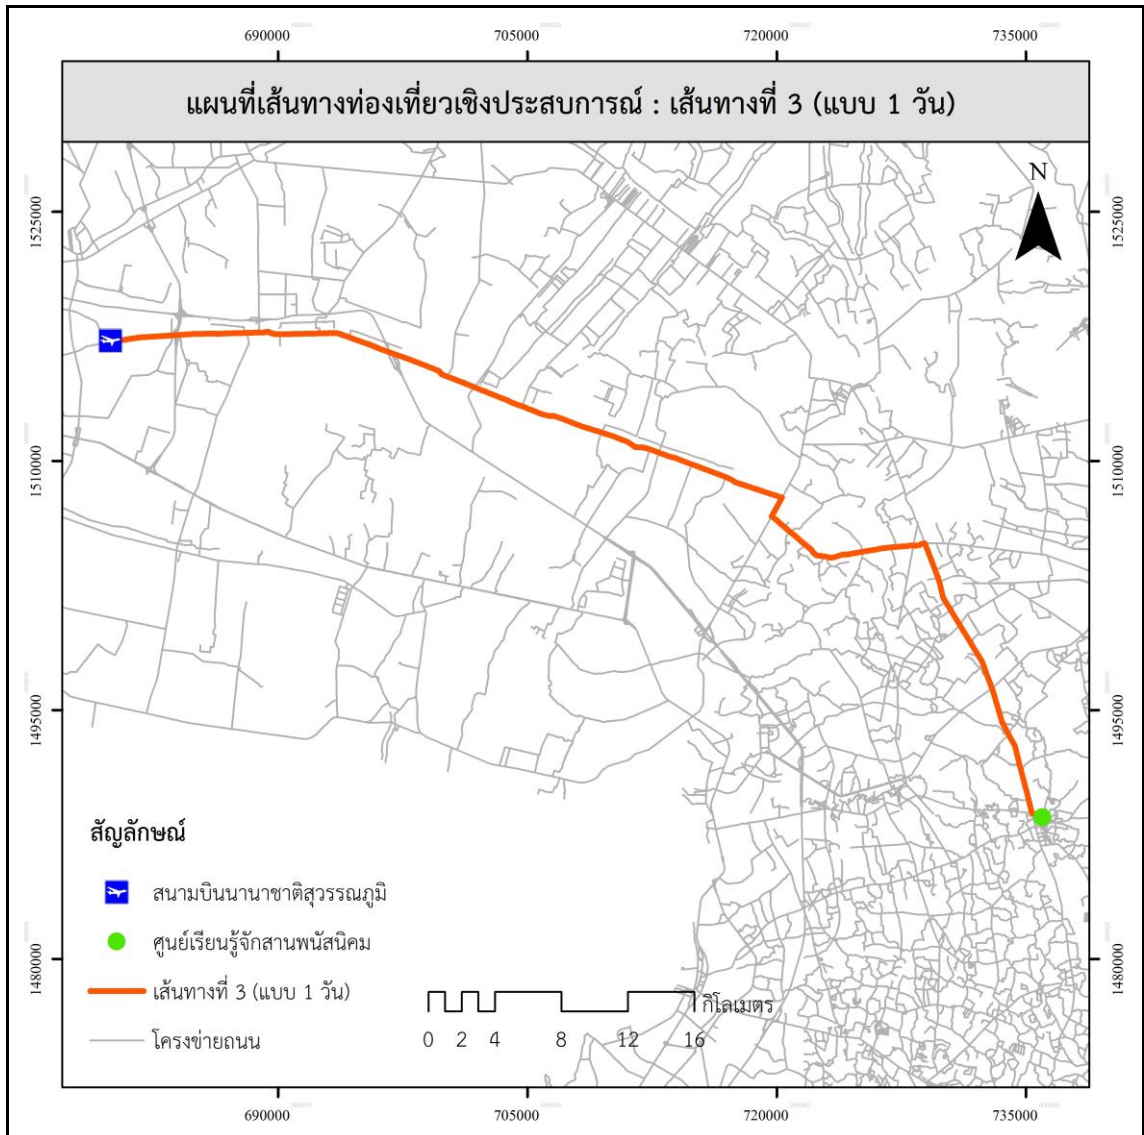 690000 705000 720000 735000
แผนที่เส้นทางท่องเที่ยวเชิงประสบการณ์ : เส้นทางที่ 3 (แบบ 1 วัน)
N
1525000 1525000
1510000 1510000
1495000 1495000
สัญลักษณ์
สนามบินนานาชาติสุวรรณภูมิ
ศูนย์เรียนรู้จักสานพนัสนิคม
1480000 1480000
เส้นทางที่ 3 (แบบ 1 วัน)
กิโลเมตร
โครงข่ายถนน
0 2 4 8 12 16
690000 705000 720000 735000